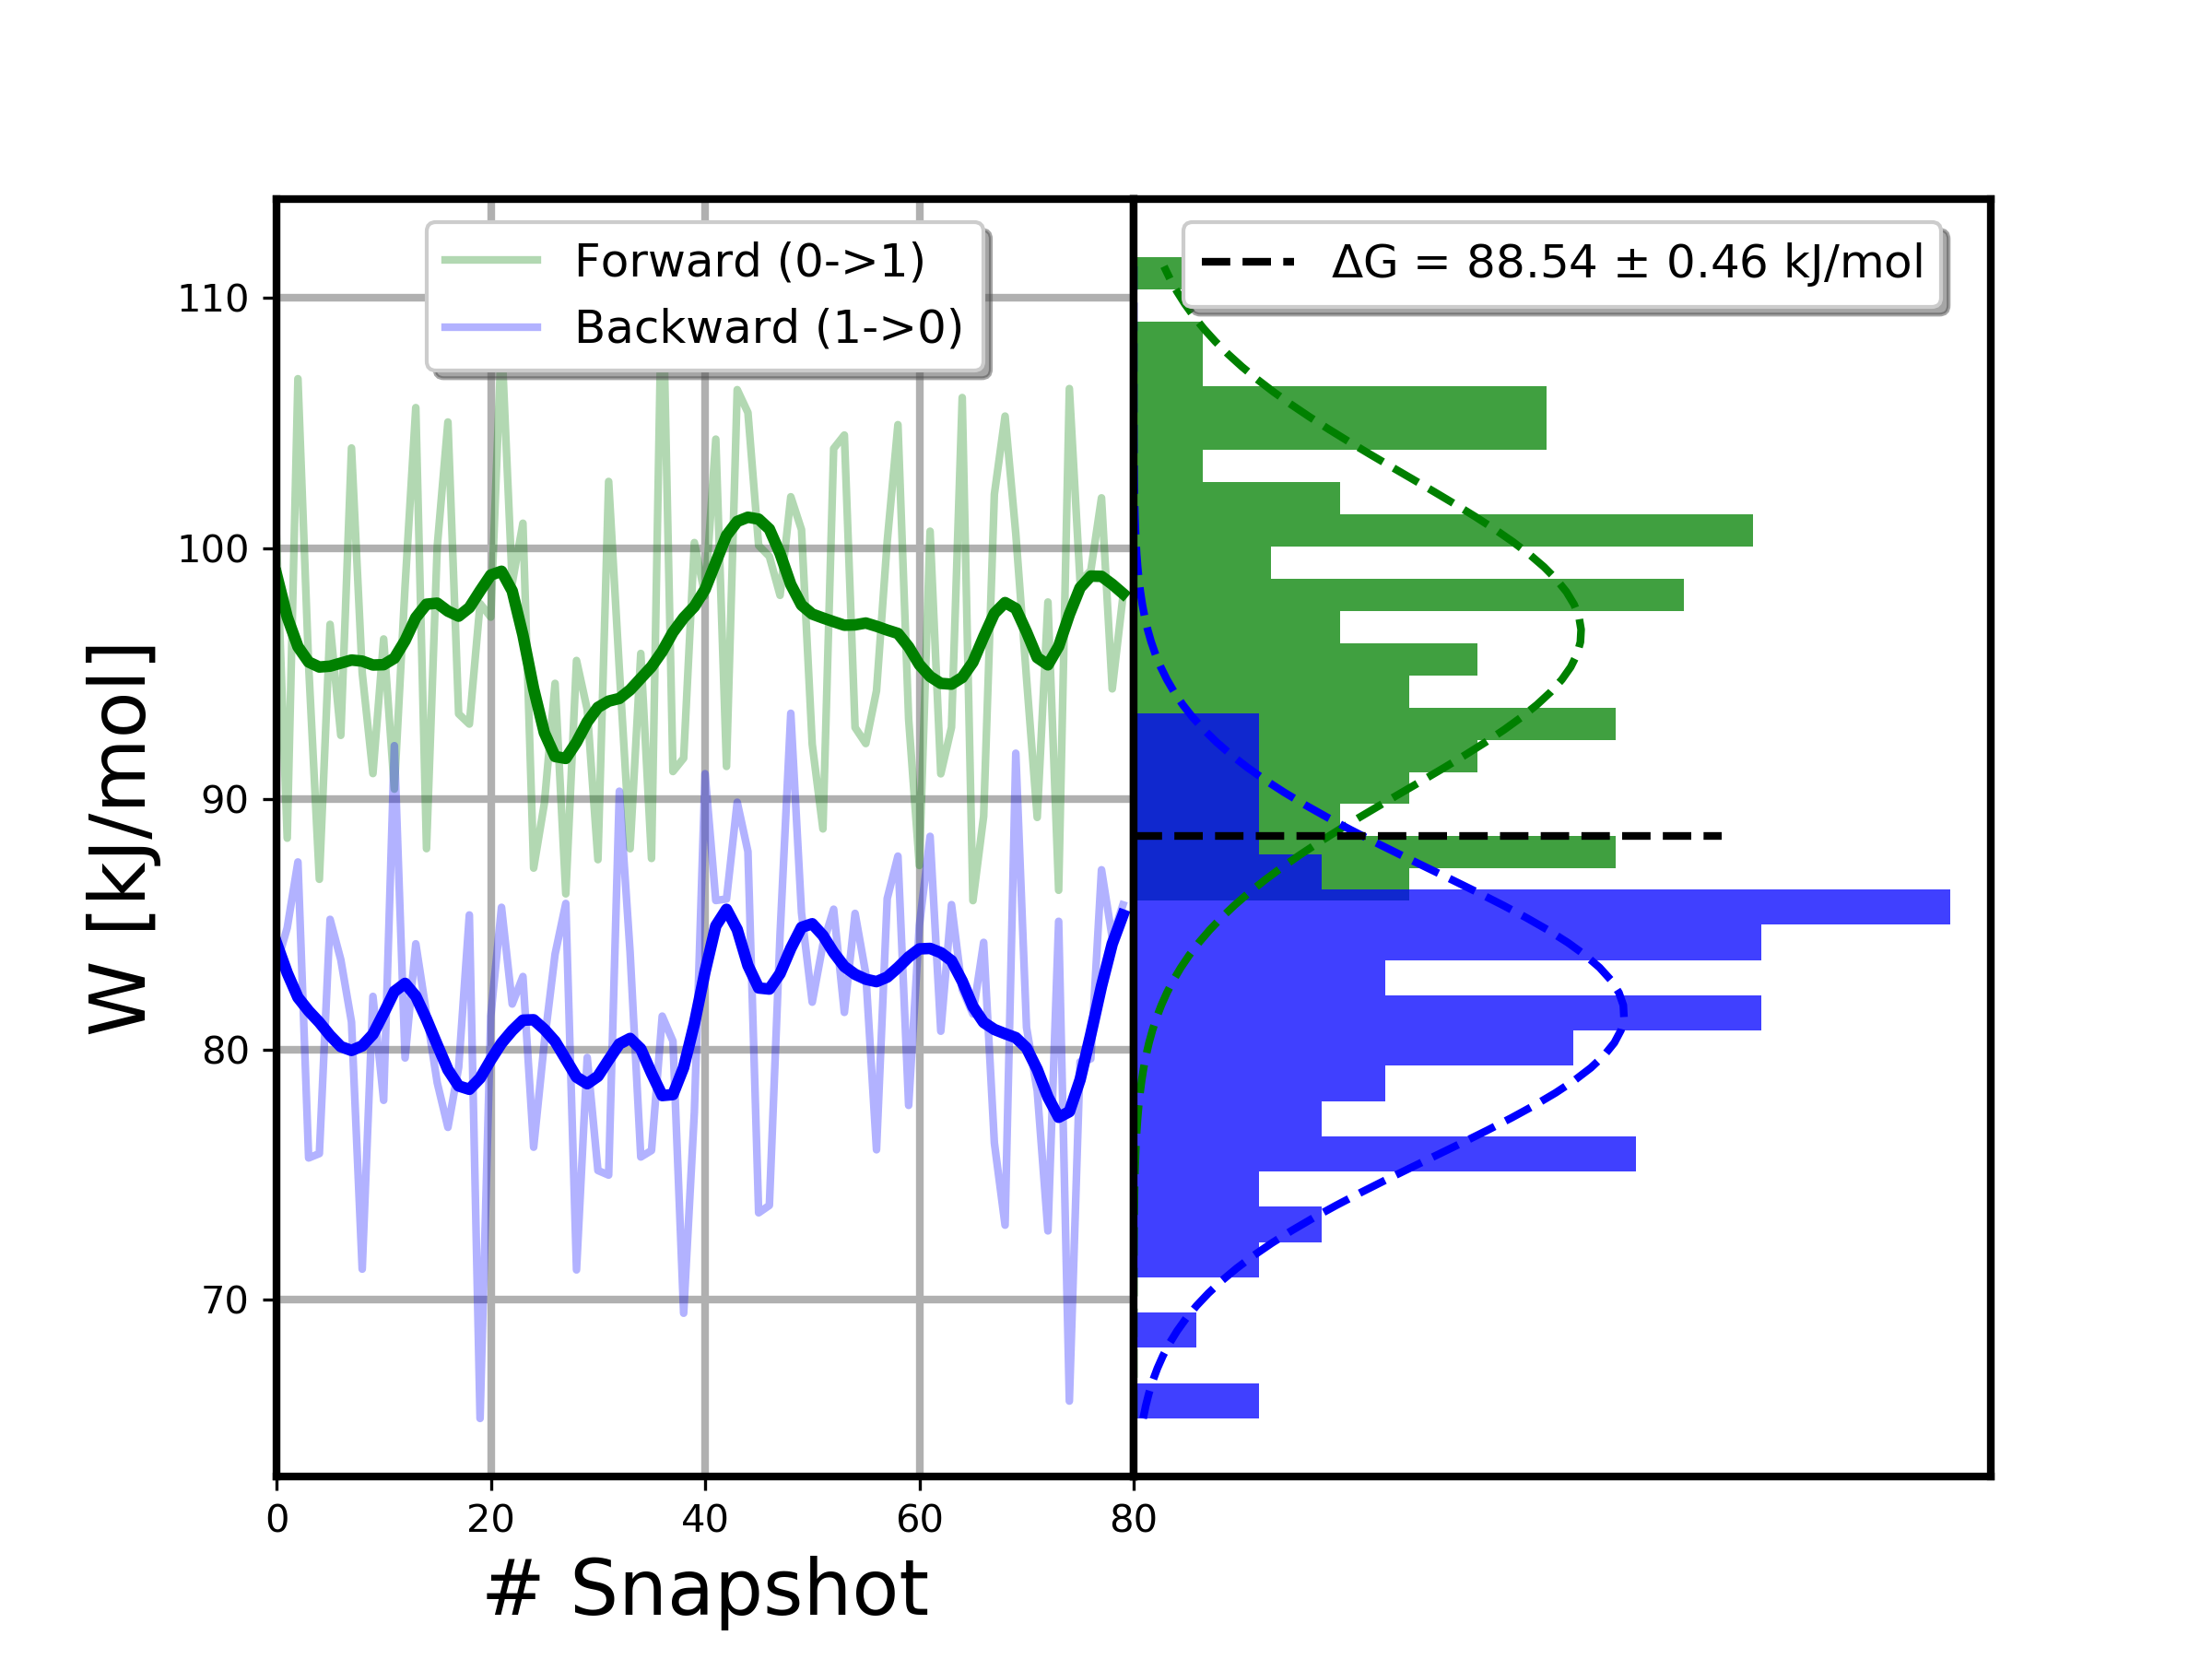 Forward (0->1)
Backward (1->0)
ΔG = 88.54 ± 0.46 kJ/mol
110
100
90
80
70
W [kJ/mol]
0 20 40 60 80
# Snapshot